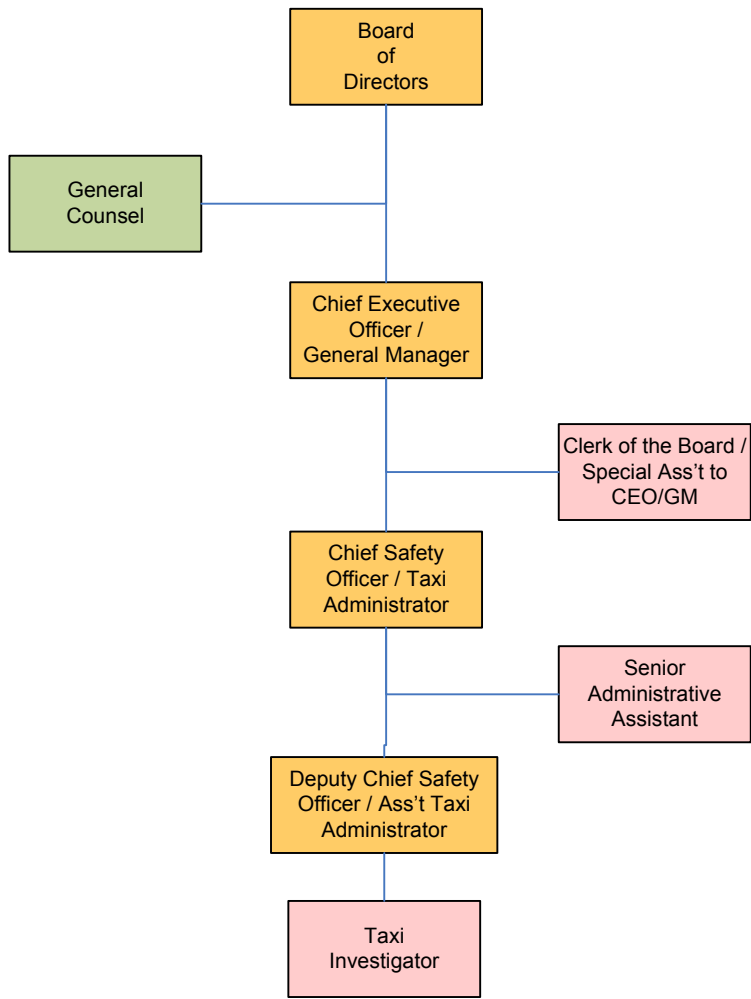 Board
of
Directors
General
Counsel
Chief Executive
Officer /
General Manager
Clerk of the Board /
Special Ass't to
CEO/GM
Chief Safety
Officer / Taxi
Administrator
Senior
Administrative
Assistant
Deputy Chief Safety
Officer / Ass't Taxi
Administrator
Taxi
Investigator